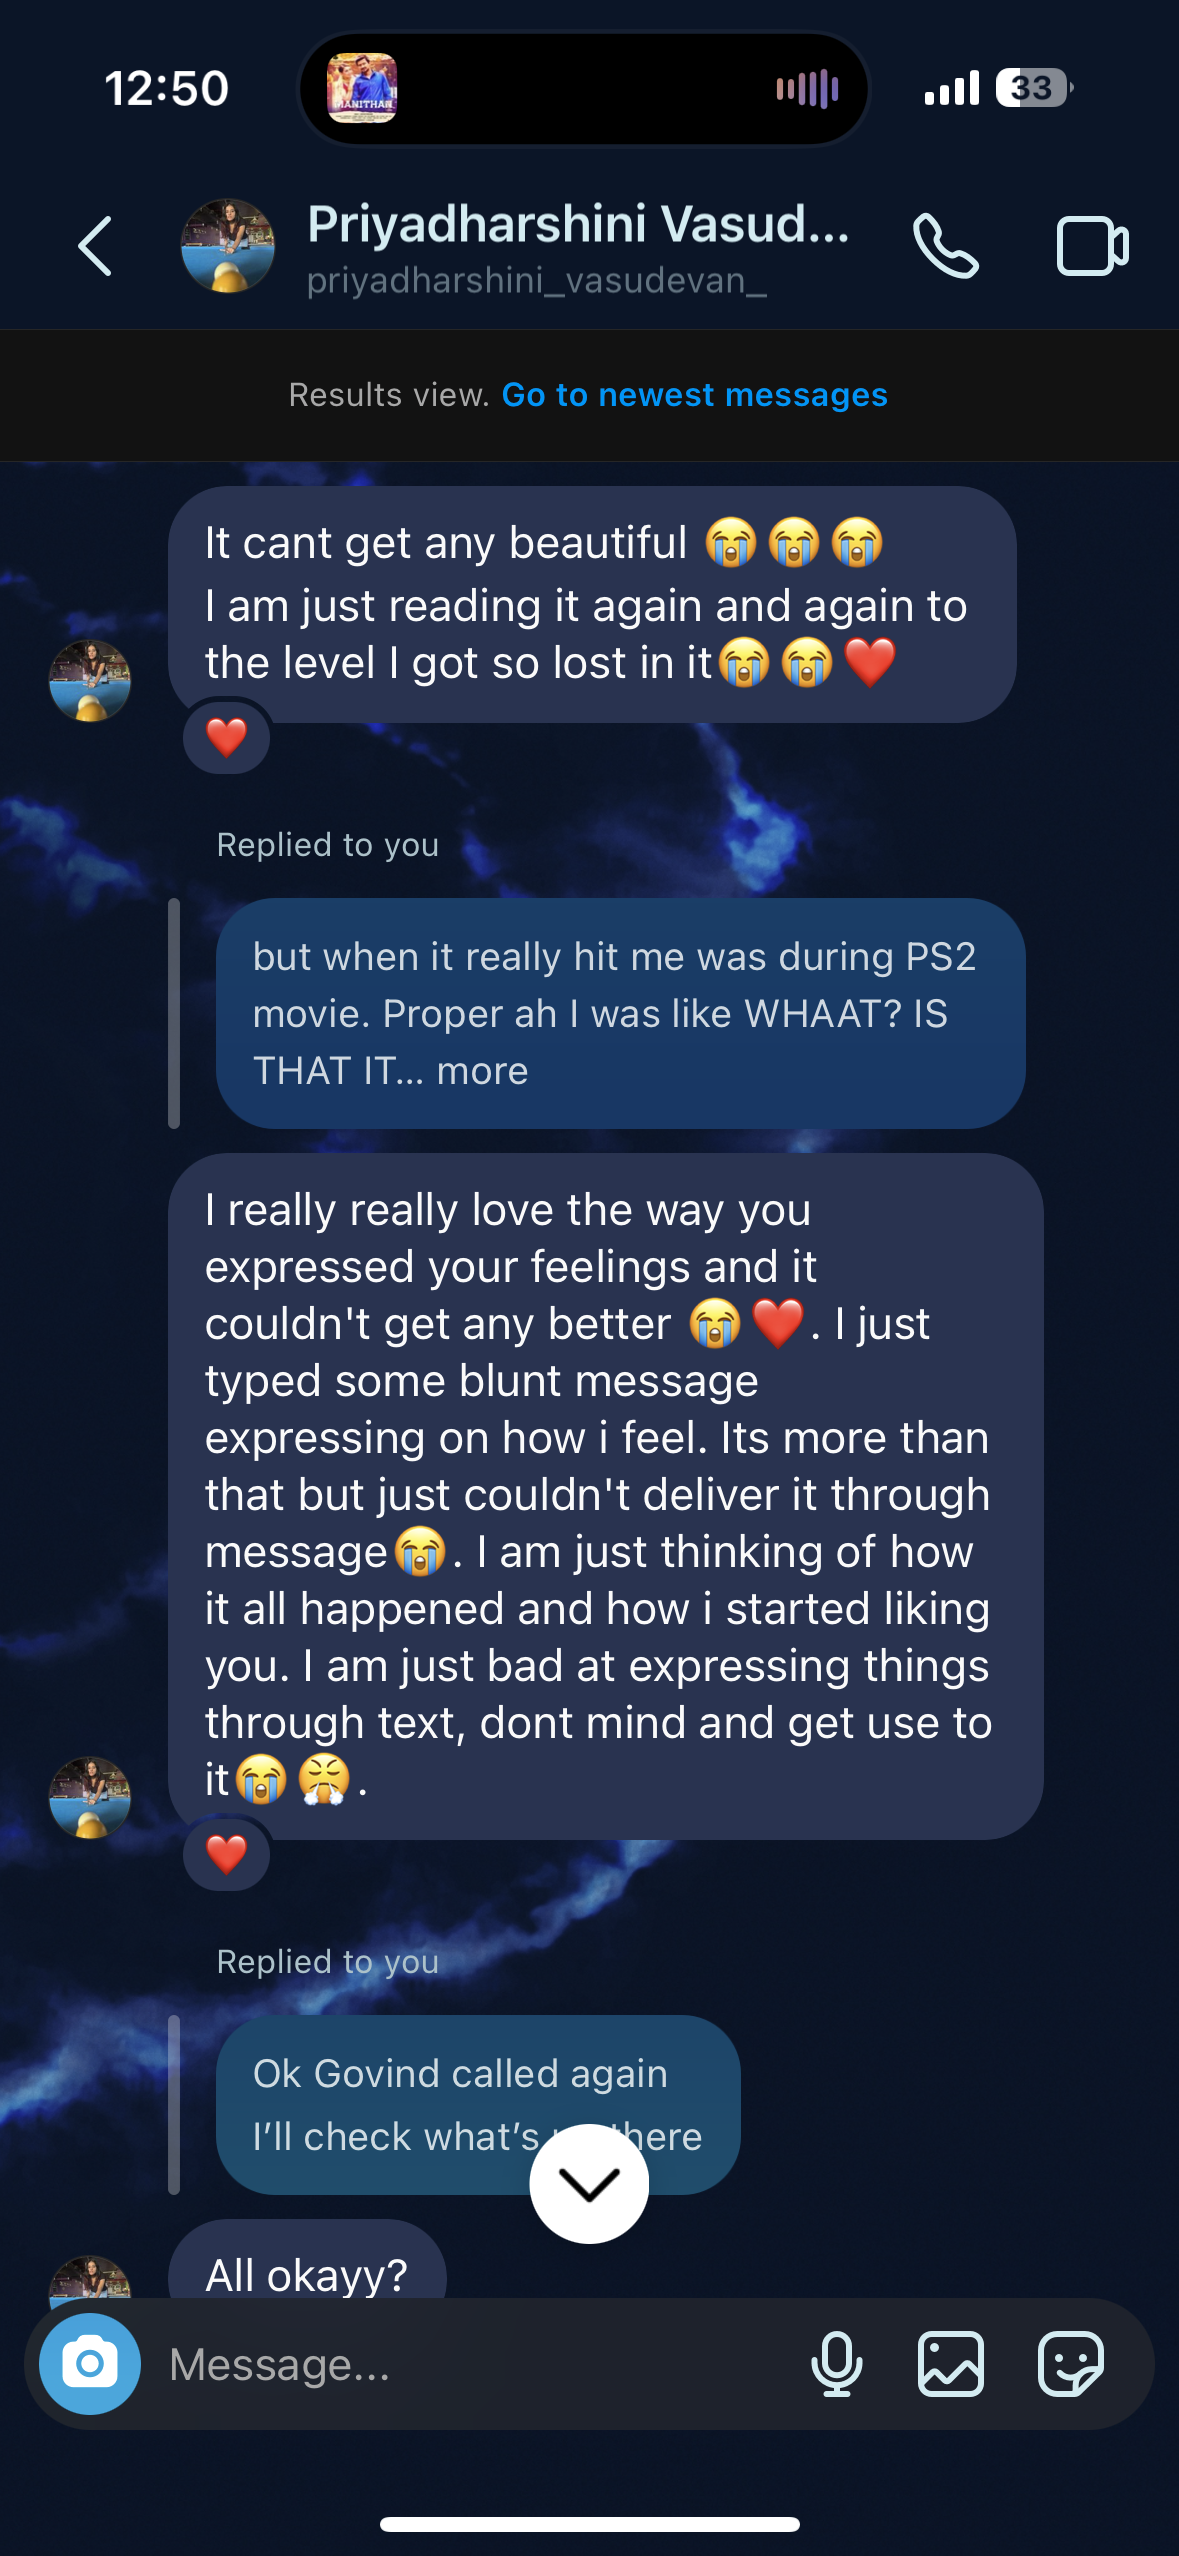 12:50
MANITHAN
33
Priyadharshini Vasud...
priyadharshini_vasudevan_
Results view. Go to newest messages
It cant get any beautiful 😭😭😭
I am just reading it again and again to
the level I got so lost in it😭😭❤️
❤️
Replied to you
but when it really hit me was during PS2
movie. Proper ah I was like WHAAT? IS
THAT IT... more
I really really love the way you
expressed your feelings and it
couldn't get any better 😭❤️. I just
typed some blunt message
expressing on how i feel. Its more than
that but just couldn't deliver it through
message😭. I am just thinking of how
it all happened and how i started liking
you. I am just bad at expressing things
through text, dont mind and get use to
it😭😤.
❤️
Replied to you
Ok Govind called again
I'll check what's there
All okayy?
Message...